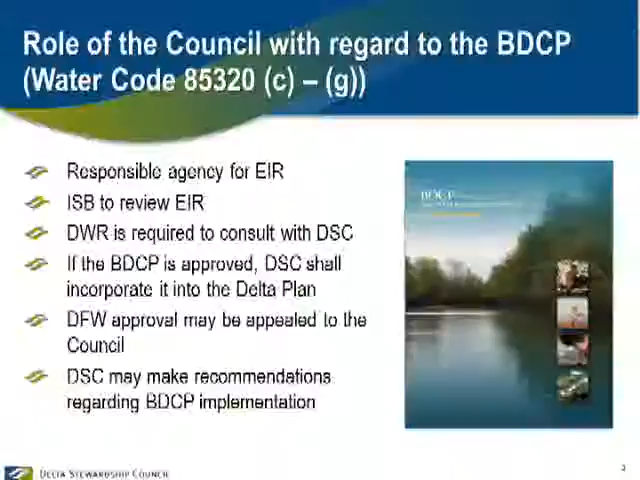 Role of the Council with regard to the BDCP
(Water Code 85320 (c) – (g))
Responsible agency for EIR
ISB to review EIR
DWR is required to consult with DSC
If the BDCP is approved, DSC shall
incorporate it into the Delta Plan
DFW approval may be appealed to the
Council
DSC may make recommendations
regarding BDCP implementation
BDCP
DELTA STEWARDSHIP COUNCIL